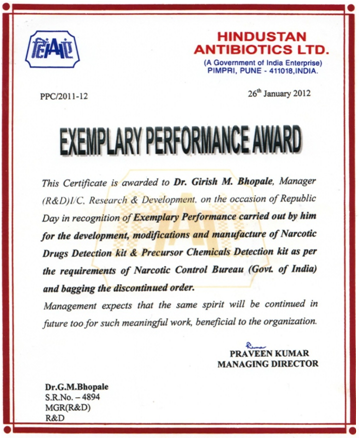 HINDUSTAN
ANTIBIOTICS LTD.
(A Government of India Enterprise)
PIMPRI, PUNE - 411018,INDIA.
PPC/2011-12
26th January 2012
EXEMPLARY PERFORMANCE AWARD
This Certificate is awarded to Dr. Girish M. Bhopale, Manager
(R&D)I/C, Research & Development, on the occasion of Republic
Day in recognition of Exemplary Performance carried out by him
for the development, modifications and manufacture of Narcotic
Drugs Detection kit & Precursor Chemicals Detection kit as per
the requirements of Narcotic Control Bureau (Govt. of India)
and bagging the discontinued order.
Management expects that the same spirit will be continued in
future too for such meaningful work, beneficial to the organization.
PRAVEEN KUMAR
MANAGING DIRECTOR
Dr.G.M.Bhopale
S.R.No. – 4894
MGR(R&D)
R&D